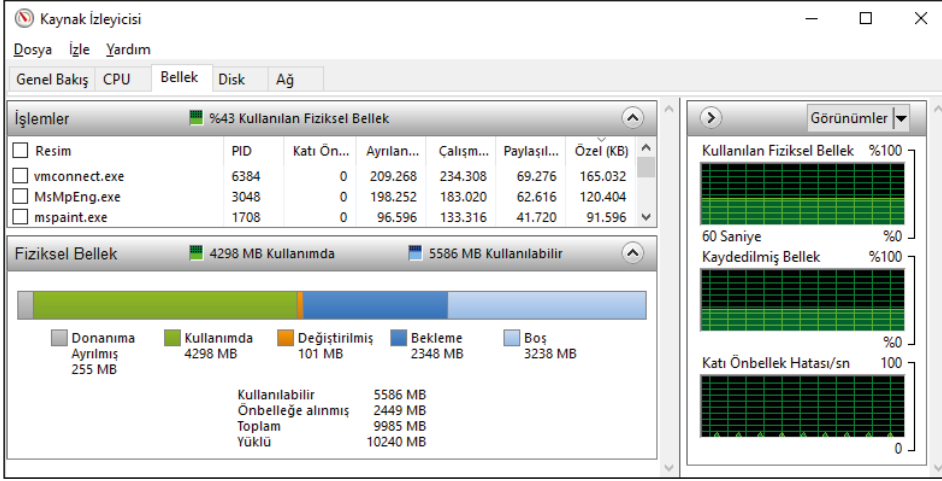 Kaynak İzleyicisi
Dosya İzle Yardım
Genel Bakış CPU Bellek Disk Ağ
İşlemler %43 Kullanılan Fiziksel Bellek
Resim PID Katı Ön... Ayrılan... Çalışm... Paylaşıl... Özel (KB)
vmconnect.exe 6384 0 209.268 234.308 69.276 165.032
MsMpEng.exe 3048 0 198.252 183.020 62.616 120.404
mspaint.exe 1708 0 96.596 133.316 41.720 91.596
Fiziksel Bellek 4298 MB Kullanımda 5586 MB Kullanılabilir
Donanıma Ayrılmış 255 MB
Kullanımda 4298 MB
Değiştirilmiş 101 MB
Bekleme 2348 MB
Boş 3238 MB
Kullanılabilir 5586 MB
Önbelleğe alınmış 2449 MB
Toplam 9985 MB
Yüklü 10240 MB
Görünümler
Kullanılan Fiziksel Bellek %100
60 Saniye %0
Kaydedilmiş Bellek %100
%0
Katı Önbellek Hatası/sn 100
0